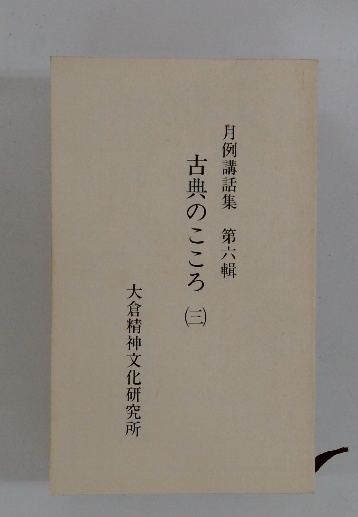 月例講話集　第六輯
古典のこころ　㈢
大倉精神文化研究所